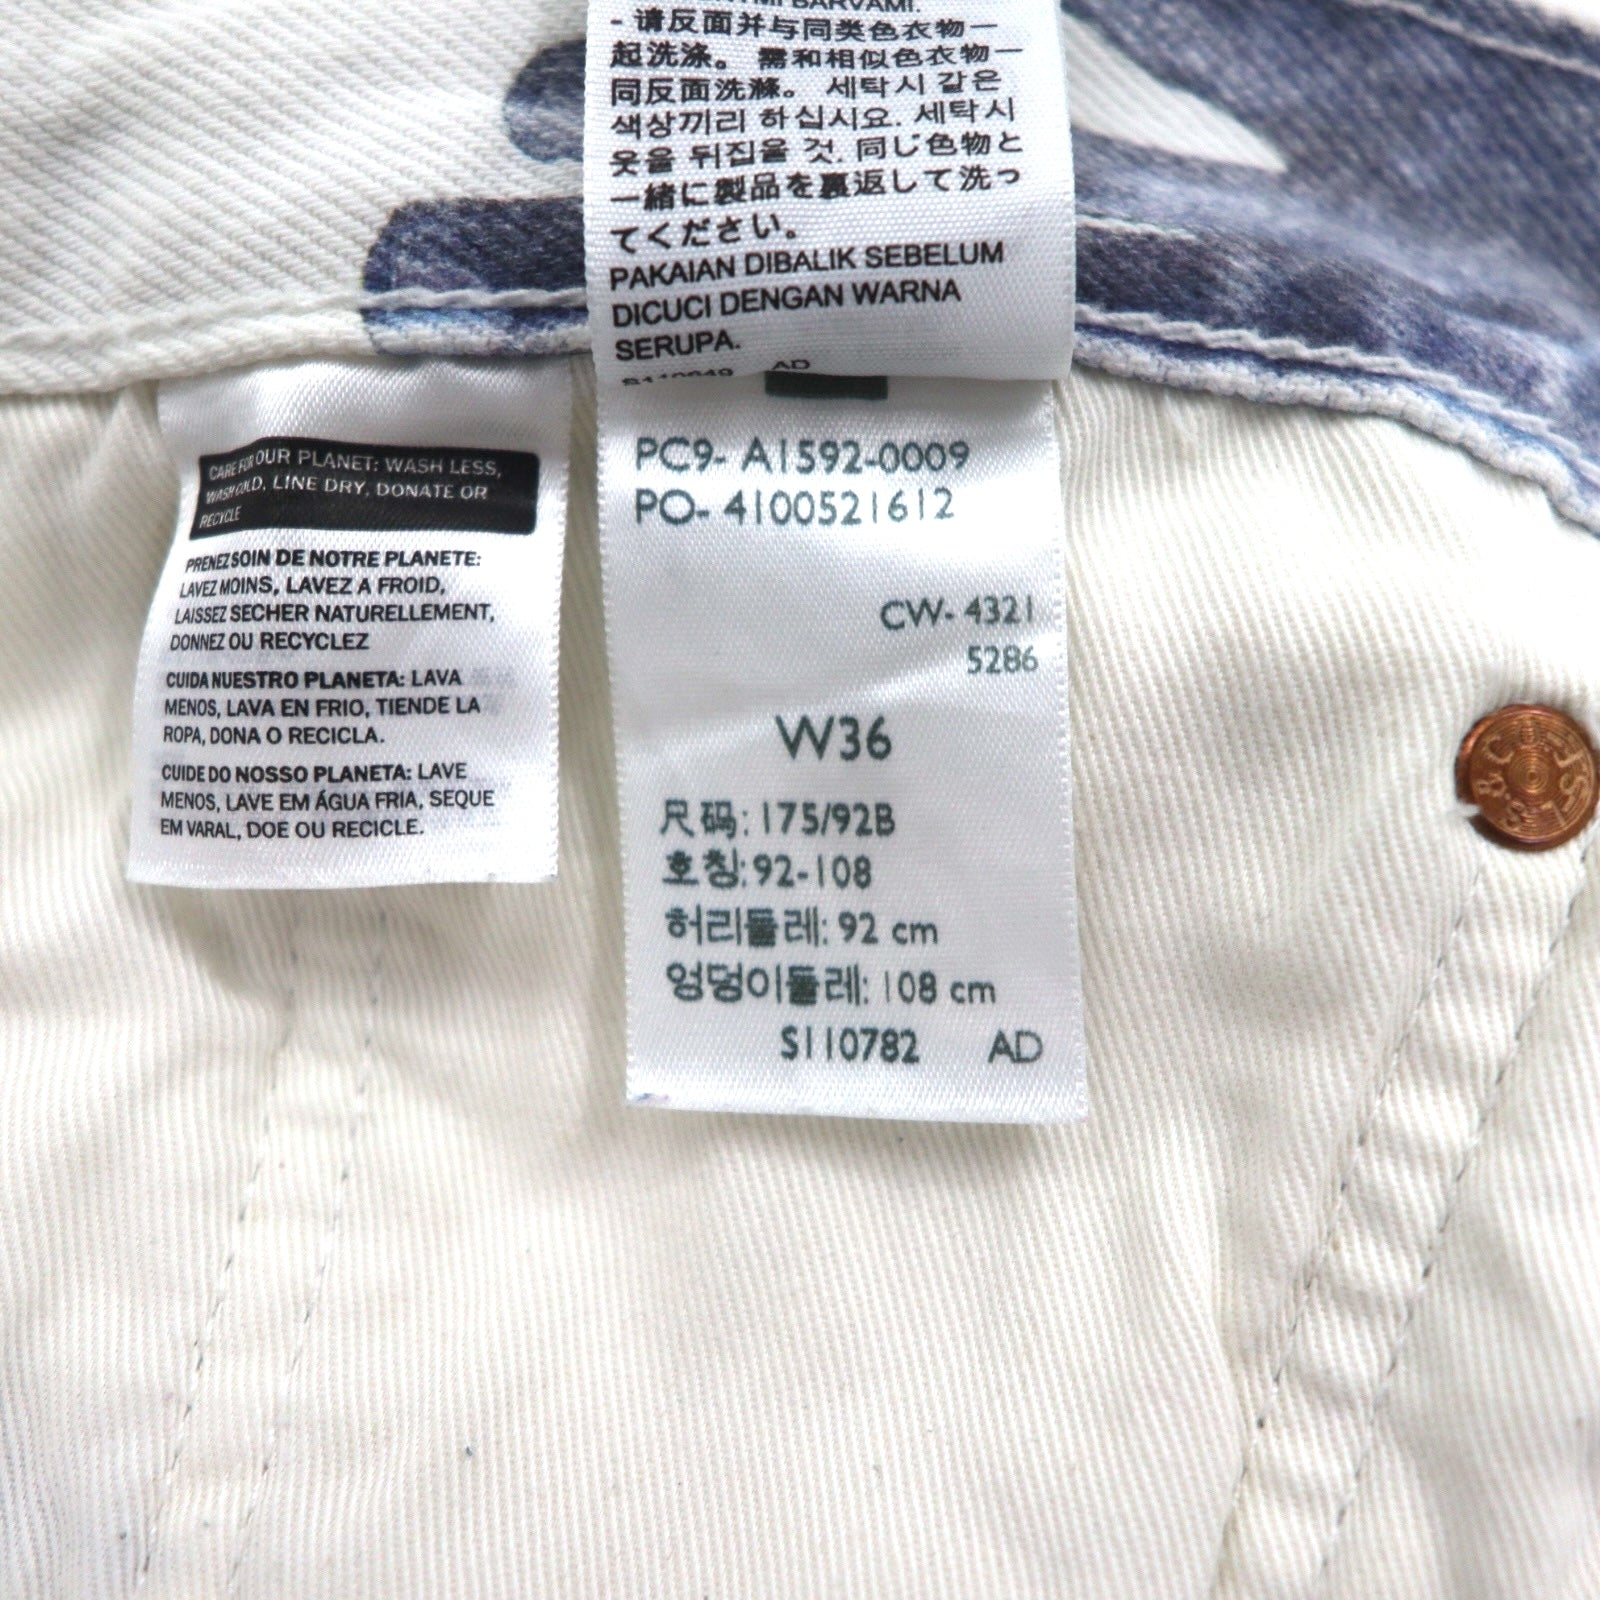 - 请反面并与同类色衣物一
起洗涤。需和相似色衣物一
同反面洗滌。세탁시 같은
색상끼리 하십시요. 세탁시
옷을 뒤집을 것. 同じ色物と
一緒に製品を裏返して洗っ
てください。
PAKAIAN DIBALIK SEBELUM
DICUCI DENGAN WARNA
SERUPA.
AD
PC9- A1592-0009
PO- 4100521612
CW- 4321
5286
W36
尺码: 175/92B
호칭: 92-108
허리둘레: 92 cm
엉덩이둘레: 108 cm
S110782 AD
CARE FOR OUR PLANET: WASH LESS,
WASH COLD, LINE DRY, DONATE OR
RECYCLE
PRENEZ SOIN DE NOTRE PLANETE:
LAVEZ MOINS, LAVEZ A FROID,
LAISSEZ SECHER NATURELLEMENT,
DONNEZ OU RECYCLEZ
CUIDA NUESTRO PLANETA: LAVA
MENOS, LAVA EN FRIO, TIENDE LA
ROPA, DONA O RECICLA.
CUIDE DO NOSSO PLANETA: LAVE
MENOS, LAVE EM ÁGUA FRIA, SEQUE
EM VARAL, DOE OU RECICLE.